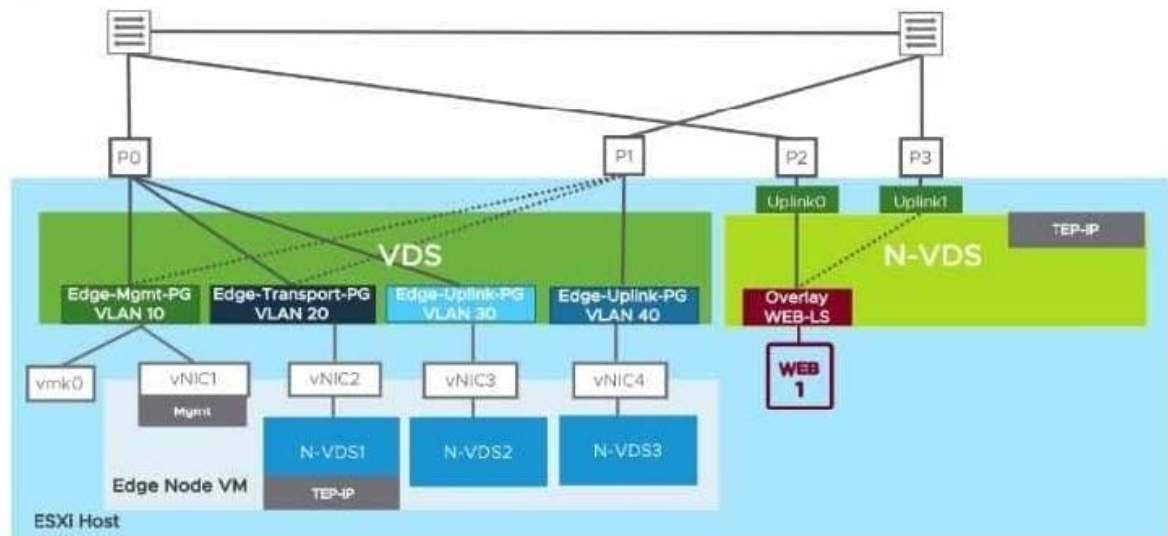 P0
P1
P2
P3
Uplink0
Uplink1
VDS
N-VDS
TEP-IP
Edge-Mgmt-PG
VLAN 10
Edge-Transport-PG
VLAN 20
Edge-Uplink-PG
VLAN 30
Edge-Uplink-PG
VLAN 40
Overlay
WEB-LS
vmk0
vNIC1
Mgmt
vNIC2
vNIC3
vNIC4
WEB
1
N-VDS1
TEP-IP
N-VDS2
N-VDS3
Edge Node VM
ESXi Host